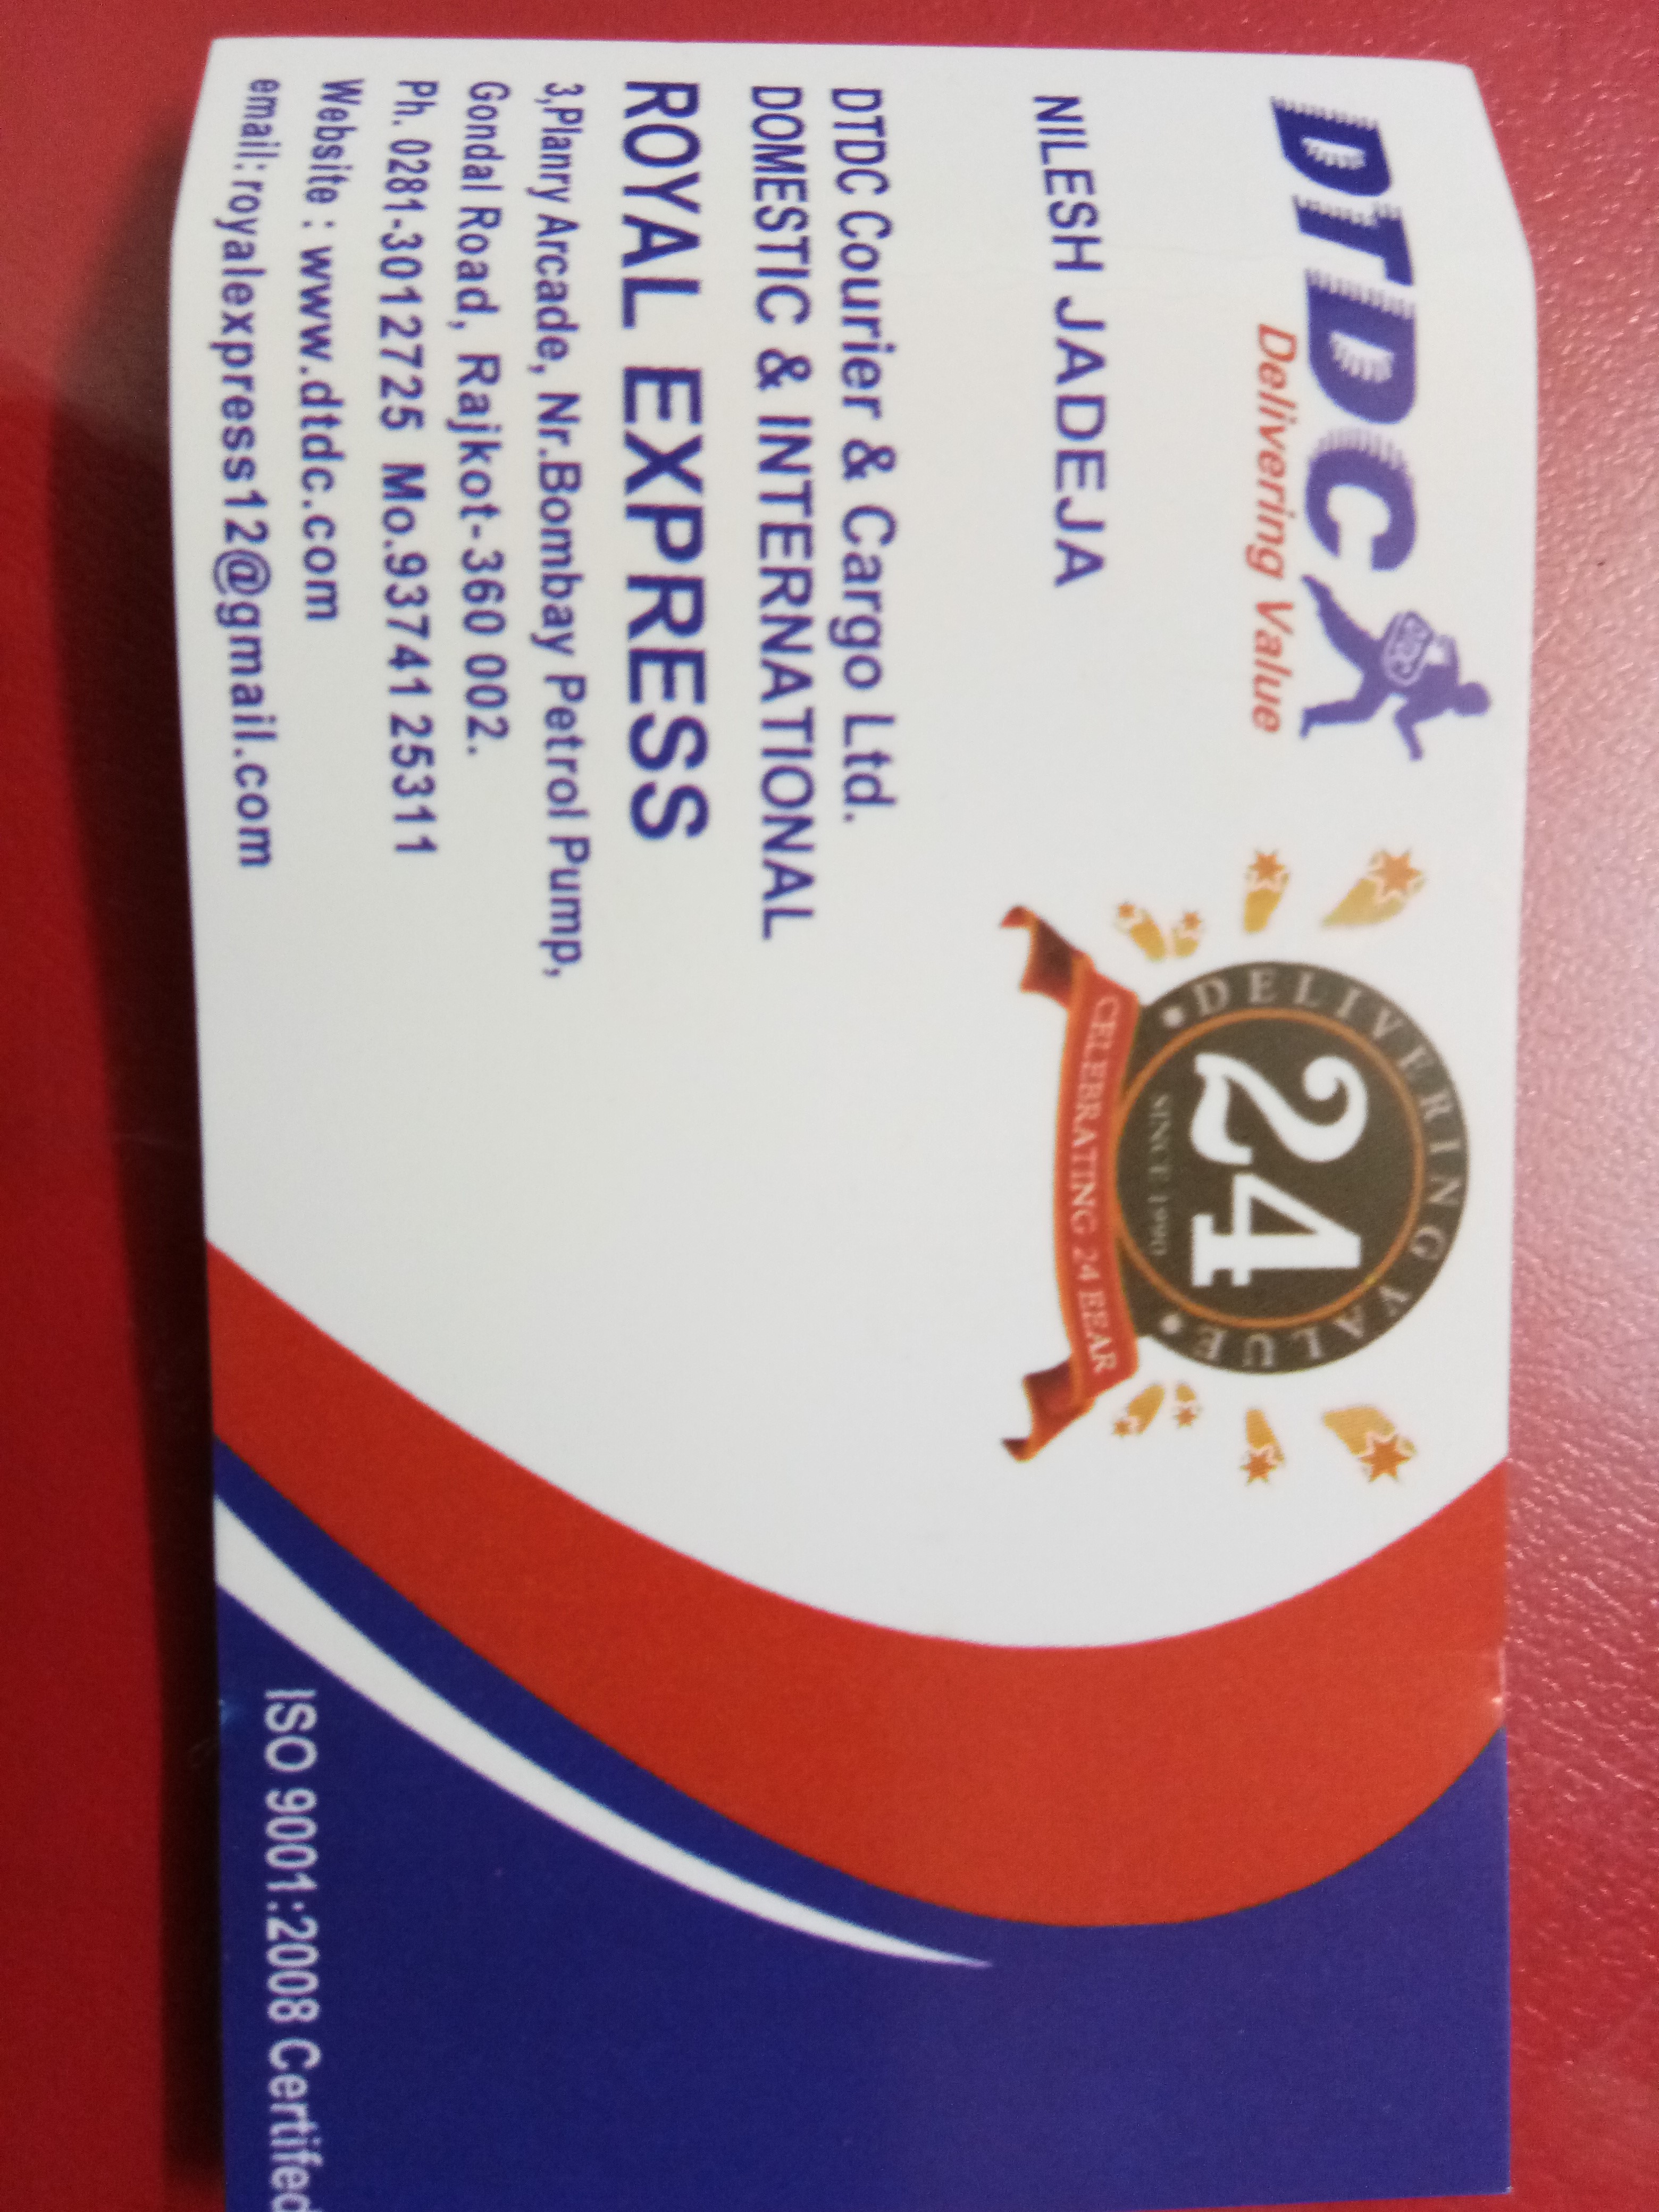 DTDC
Delivering Value
DELIVERING VALUE
24
SINCE 1990
CELEBRATING 24 EEAR
NILESH JADEJA
DTDC Courier & Cargo Ltd.
DOMESTIC & INTERNATIONAL
ROYAL EXPRESS
3,Planry Arcade, Nr.Bombay Petrol Pump,
Gondal Road, Rajkot-360 002.
Ph. 0281-3012725 Mo.93741 25311
Website : www.dtdc.com
email: royalexpress12@gmail.com
ISO 9001:2008 Certifed